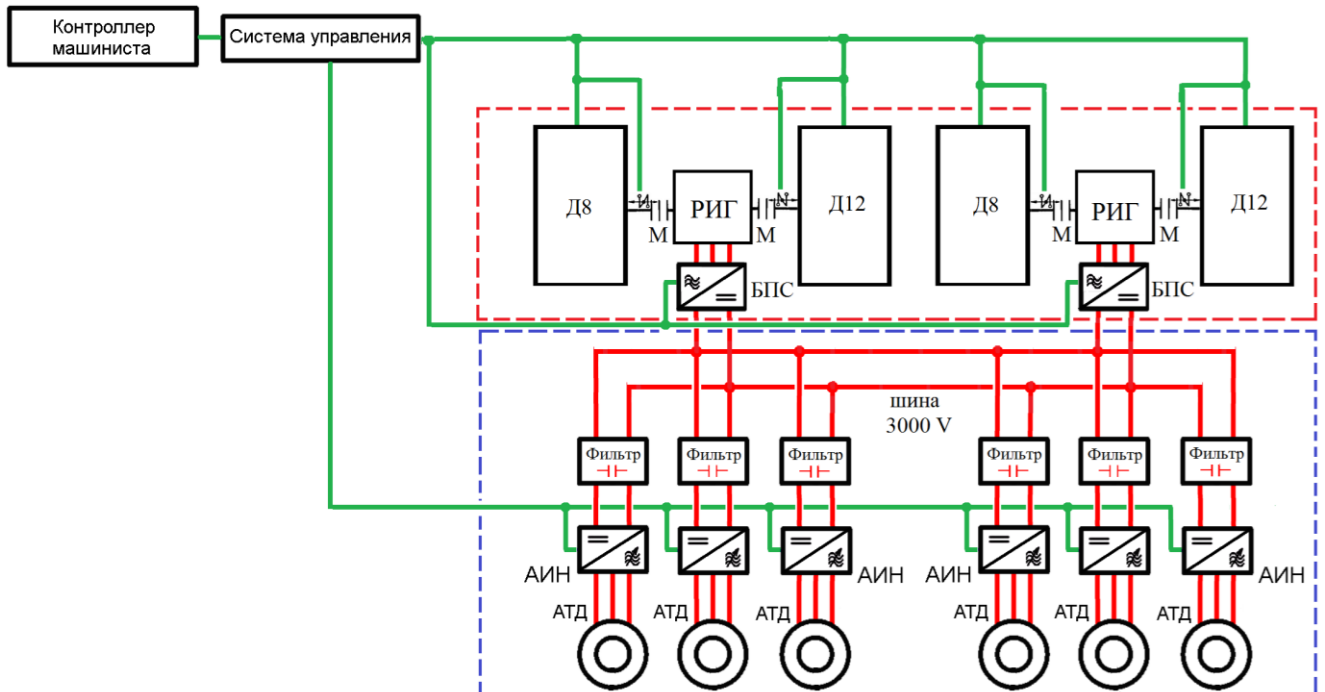 Контроллер
машиниста
Система управления
Д8
РИГ
Д12
М
М
БПС
Д8
РИГ
Д12
М
М
БПС
шина
3000 V
Фильтр
Фильтр
Фильтр
Фильтр
Фильтр
Фильтр
АИН
АИН
АИН
АИН
АТД
АТД
АТД
АТД
АТД
АТД